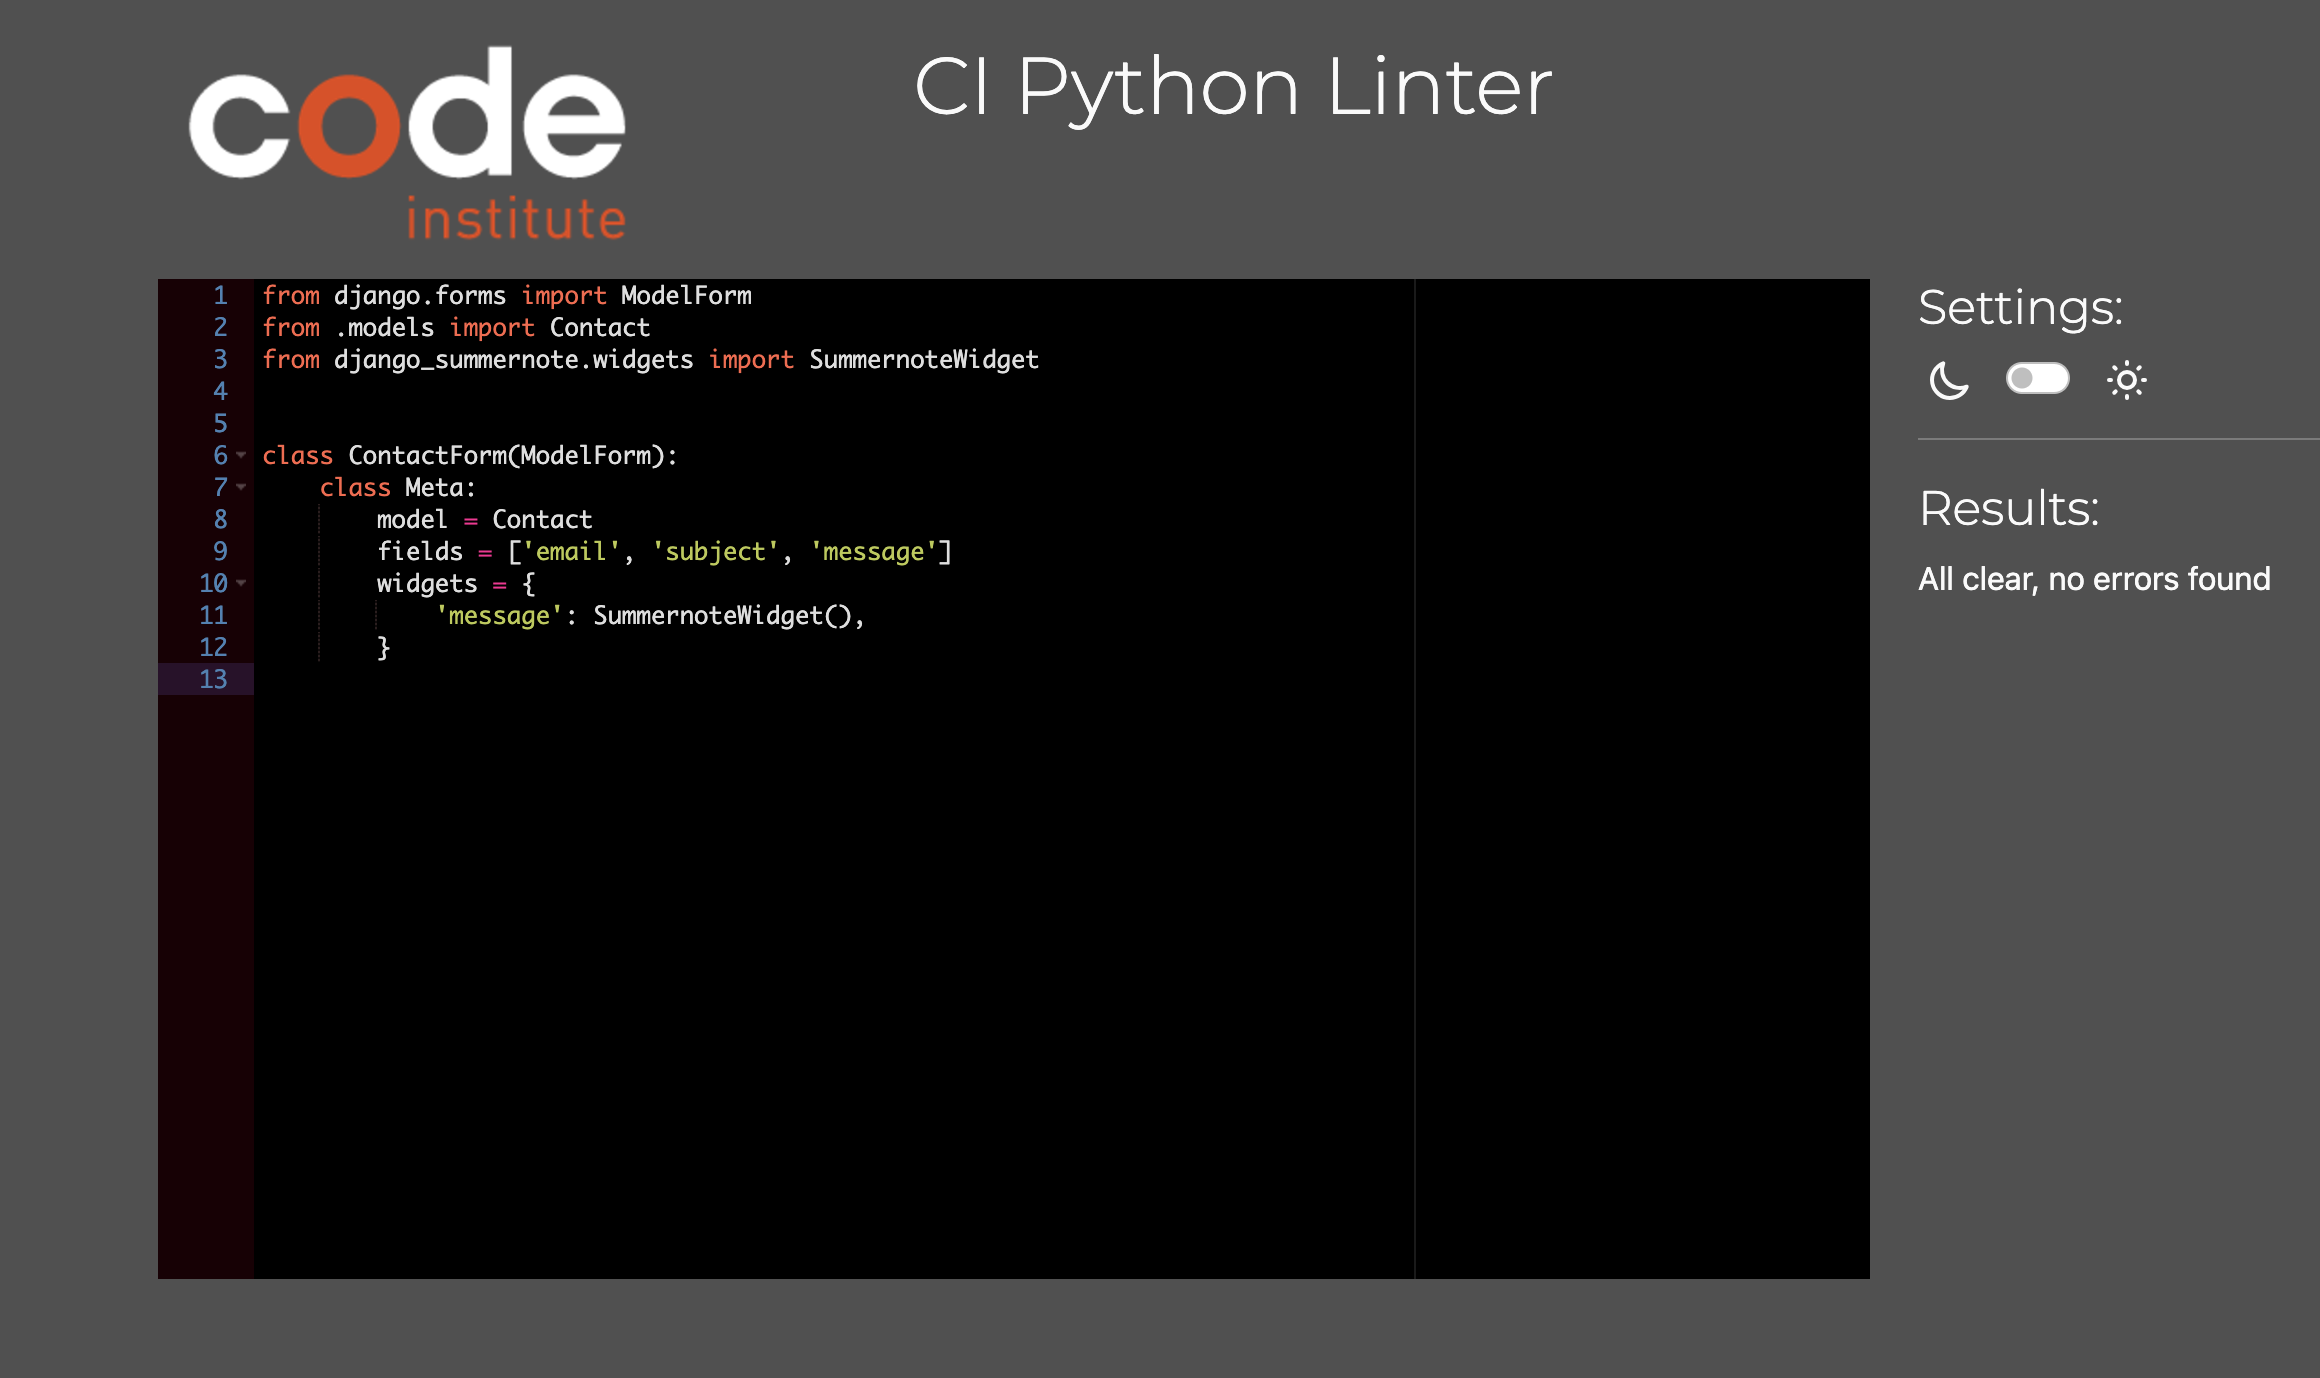 code
institute
CI Python Linter
1 from django.forms import ModelForm
2 from .models import Contact
3 from django_summernote.widgets import SummernoteWidget
4
5
6 class ContactForm(ModelForm):
7     class Meta:
8         model = Contact
9         fields = ['email', 'subject', 'message']
10         widgets = {
11             'message': SummernoteWidget(),
12         }
13
Settings:
Results:
All clear, no errors found